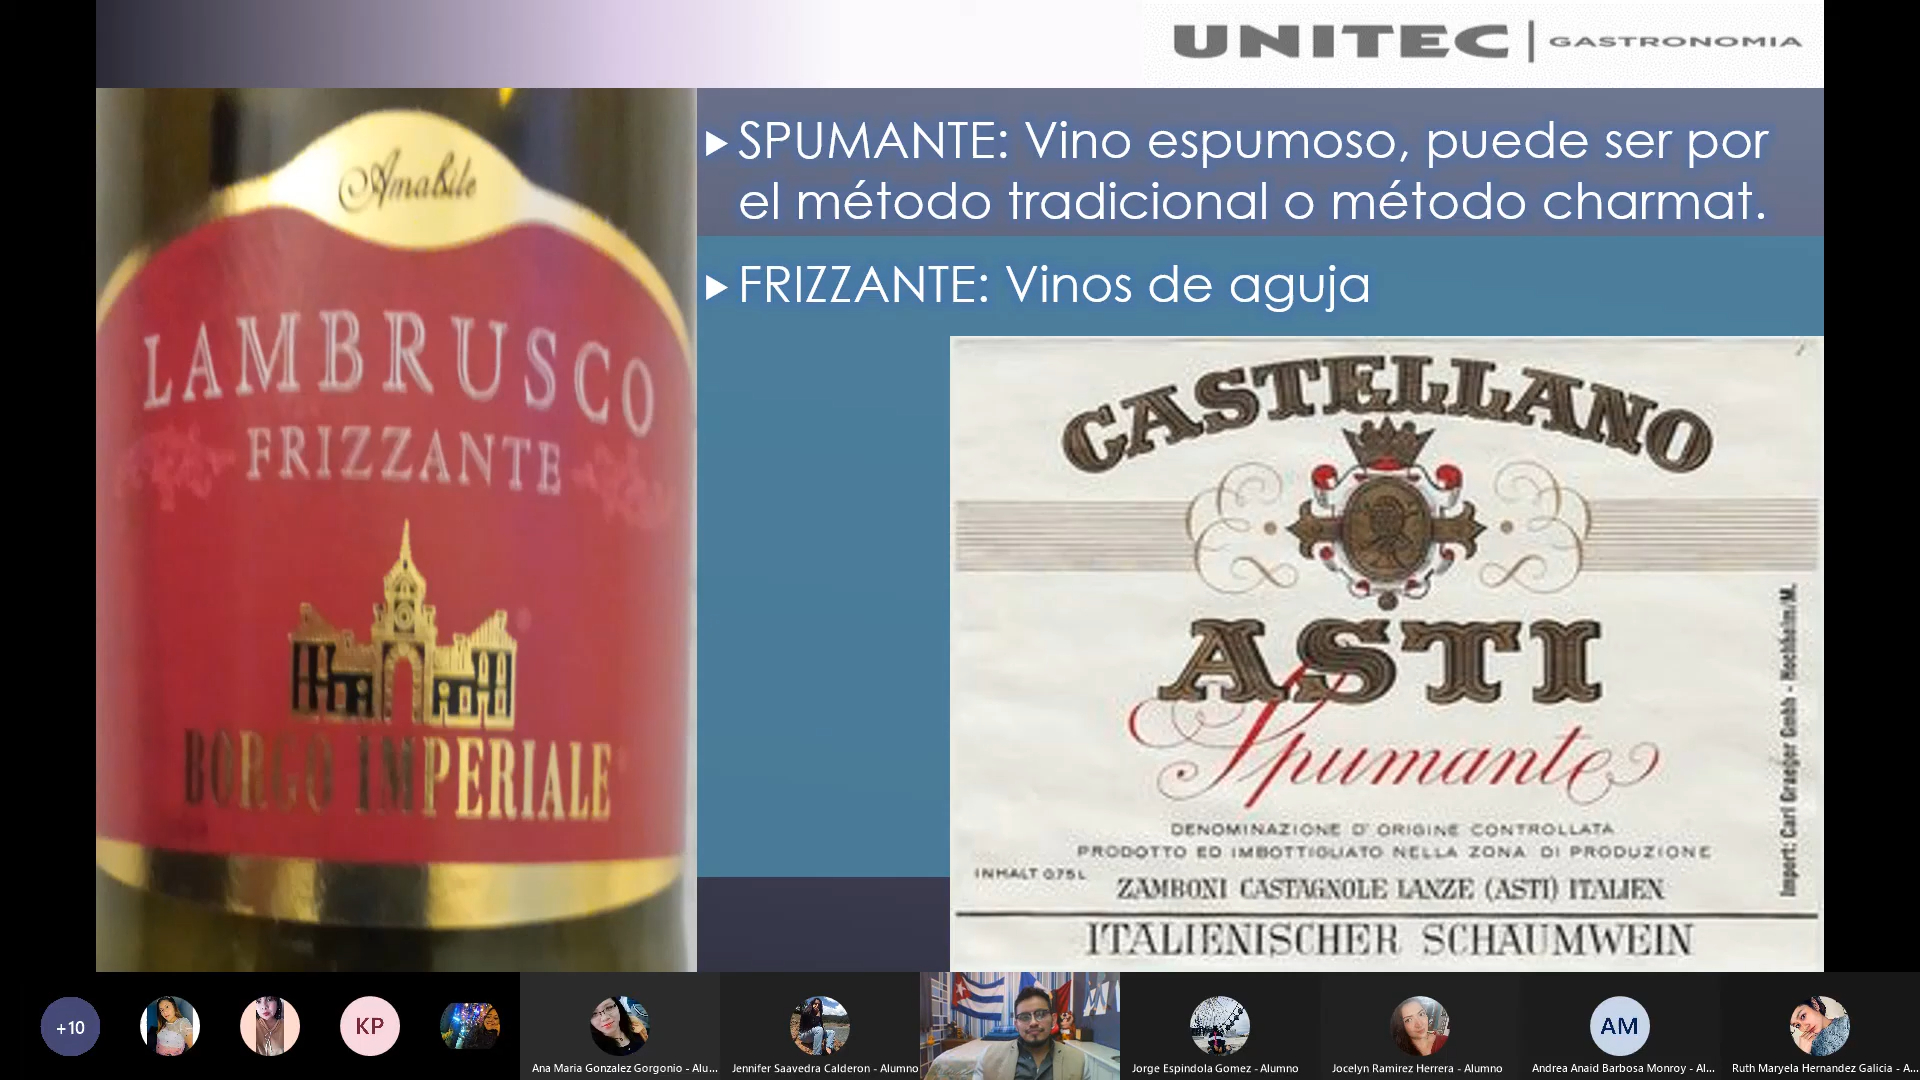 UNITEC | GASTRONOMIA
SPUMANTE: Vino espumoso, puede ser por
el método tradicional o método charmat.
FRIZZANTE: Vinos de aguja
Amabile
LAMBRUSCO
FRIZZANTE
BORGO IMPERIALE
CASTELLANO
ASTI
Spumante
DENOMINAZIONE D' ORIGINE CONTROLLATA
PRODOTTO ED IMBOTTIGLIATO NELLA ZONA DI PRODUZIONE
INHALT 0,75 L
ZAMBONI CASTAGNOLE LANZE (ASTI) ITALIEN
ITALIENISCHER SCHAUMWEIN
Import: Carl Graeger Gmbh - Hochheim/M.
+10
KP
AM
Ana Maria Gonzalez Gorgonio - Alu...
Jennifer Saavedra Calderon - Alumno
Jorge Espindola Gomez - Alumno
Jocelyn Ramirez Herrera - Alumno
Andrea Anaid Barbosa Monroy - Al...
Ruth Maryela Hernandez Galicia - A...